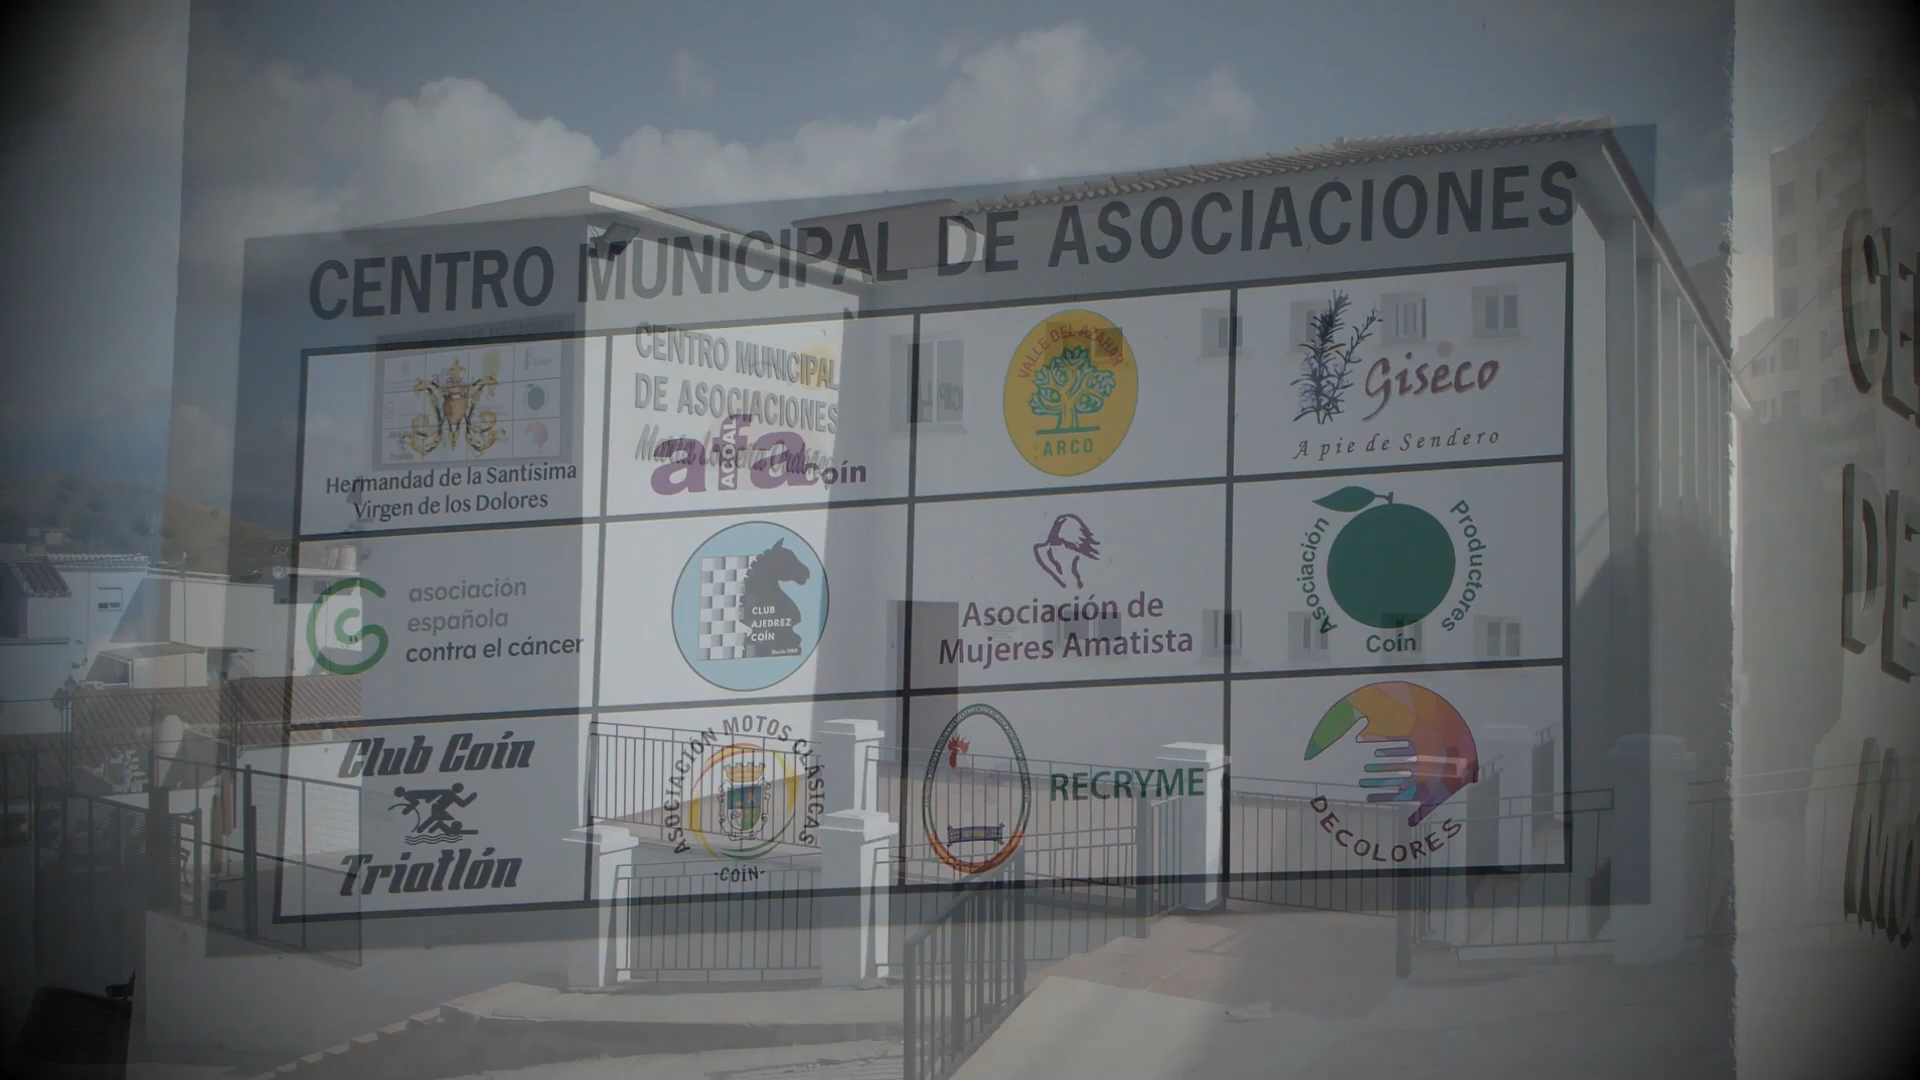 CENTRO MUNICIPAL DE ASOCIACIONES
Hermandad de la Santísima
Virgen de los Dolores
CENTRO MUNICIPAL
DE ASOCIACIONES
afa
ACOAL
coín
VALLE DEL AZAHAR
ARCO
Giseco
A pie de Sendero
asociación
española
contra el cáncer
CLUB
AJEDREZ
COÍN
Asociación de
Mujeres Amatista
Asociación Productores
Coín
Club Coín
Triatlón
ASOCIACIÓN MOTOS CLÁSICAS
-COÍN-
RECRYME
DECOLORES